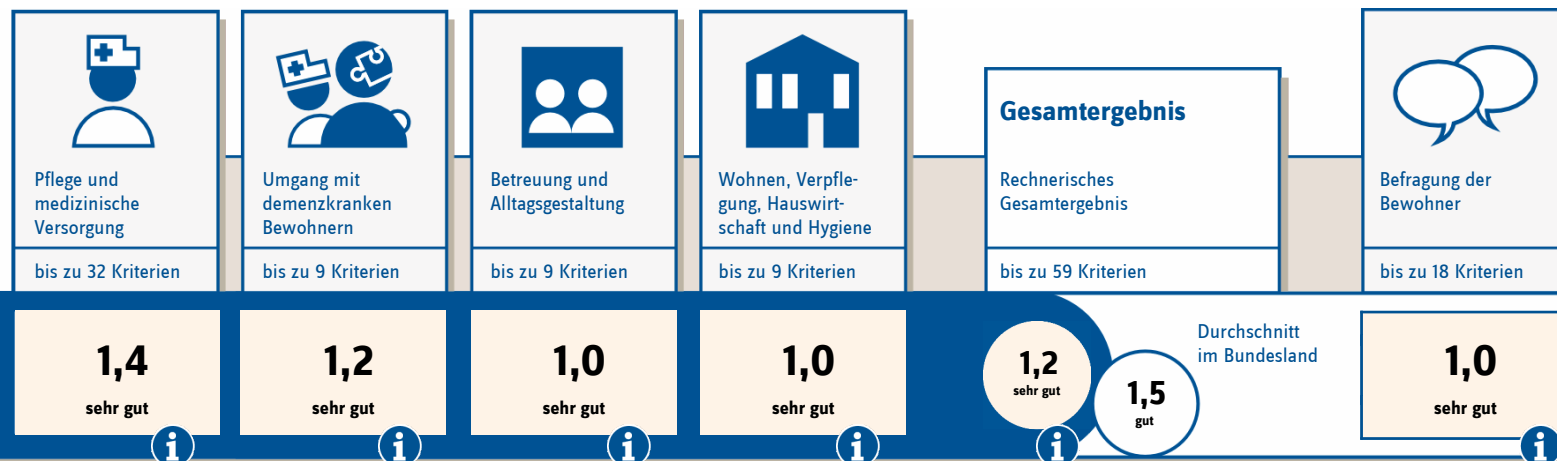 Pflege und
medizinische
Versorgung
bis zu 32 Kriterien
1,4
sehr gut
Umgang mit
demenzkranken
Bewohnern
bis zu 9 Kriterien
1,2
sehr gut
Betreuung und
Alltagsgestaltung
bis zu 9 Kriterien
1,0
sehr gut
Wohnen, Verpfle-
gung, Hauswirt-
schaft und Hygiene
bis zu 9 Kriterien
1,0
sehr gut
Gesamtergebnis
Rechnerisches
Gesamtergebnis
bis zu 59 Kriterien
1,2
sehr gut
1,5
gut
Durchschnitt
im Bundesland
Befragung der
Bewohner
bis zu 18 Kriterien
1,0
sehr gut